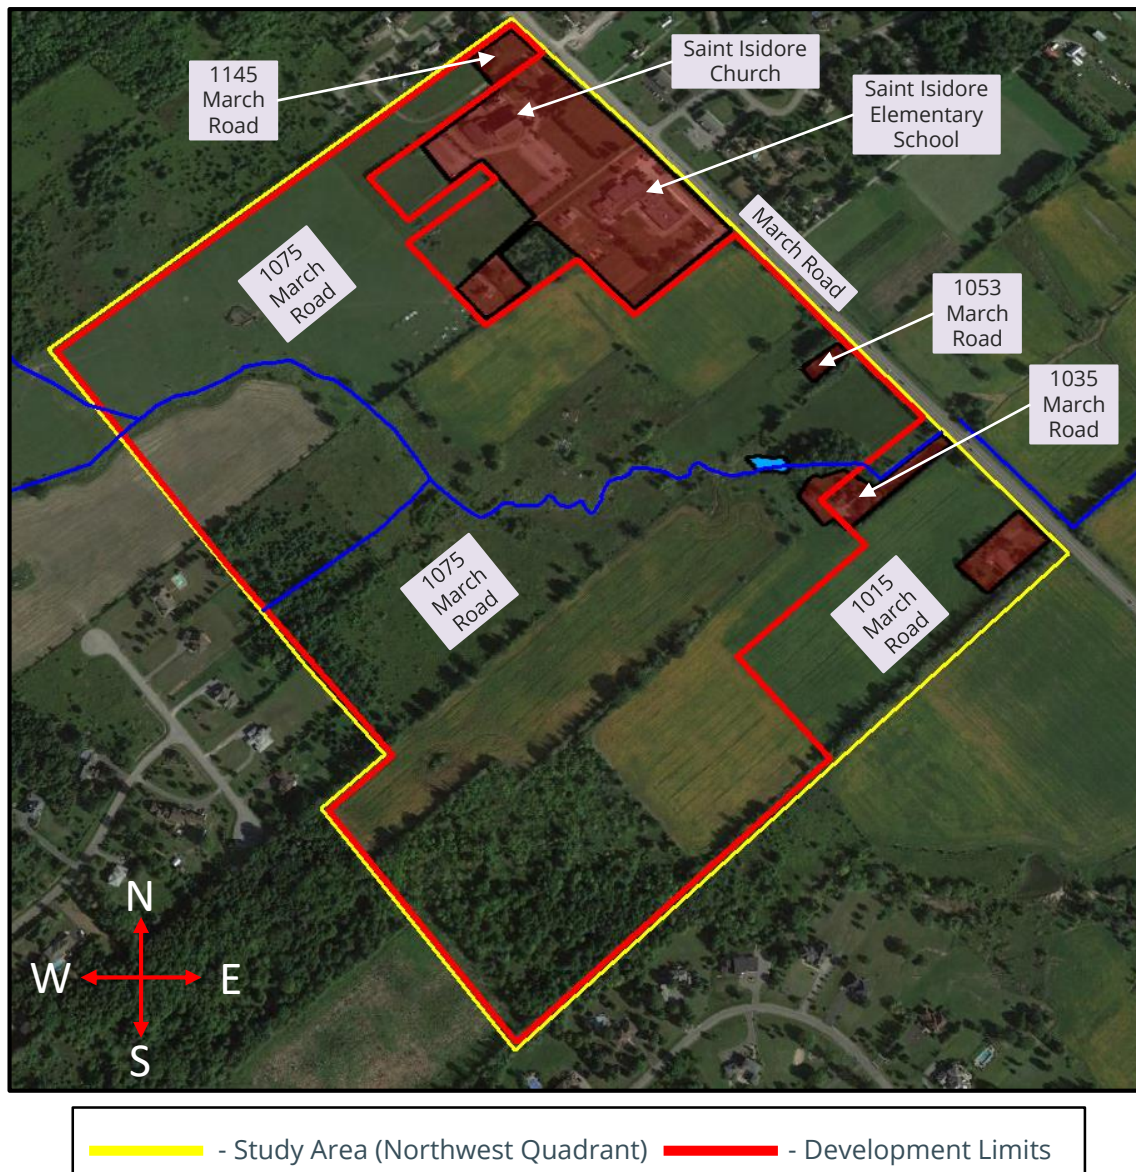 1145
March
Road
Saint Isidore
Church
Saint Isidore
Elementary
School
March Road
1075
March
Road
1053
March
Road
1035
March
Road
1075
March
Road
1015
March
Road
N
W
E
S
- Study Area (Northwest Quadrant)
- Development Limits